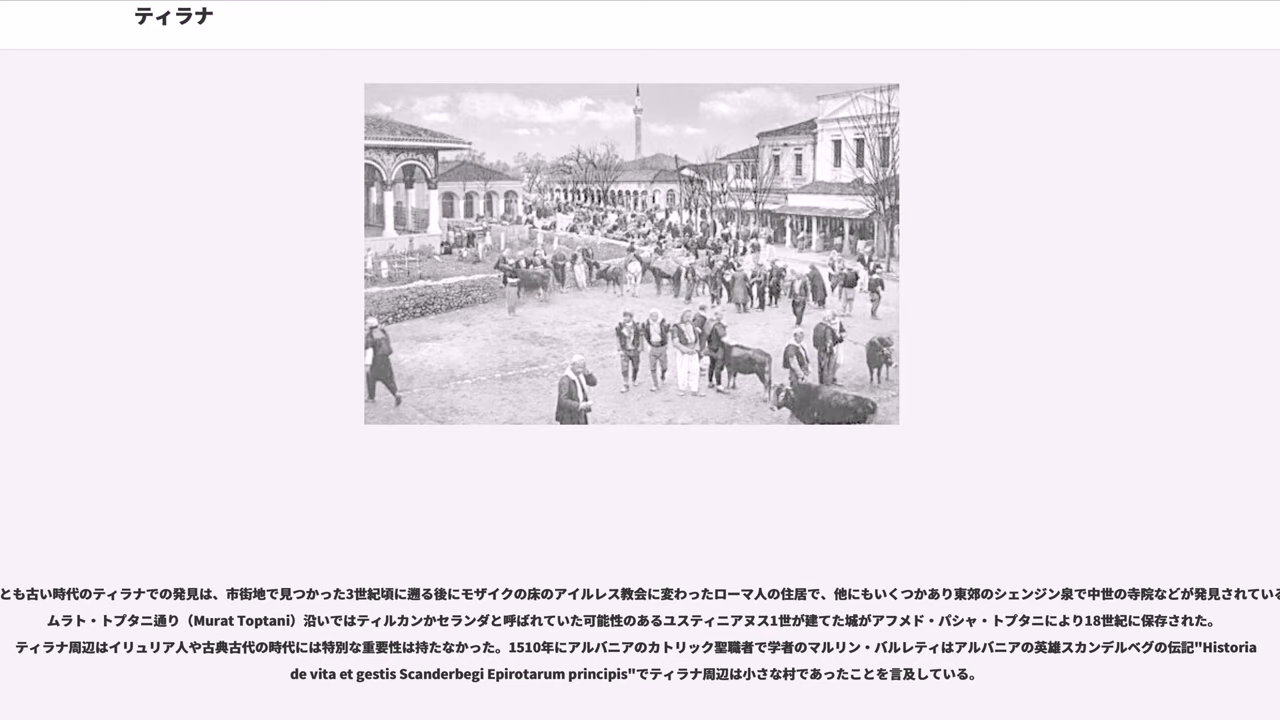 ティラナ
とも古い時代のティラナでの発見は、市街地で見つかった3世紀頃に遡る後にモザイクの床のアイルレス教会に変わったローマ人の住居で、他にもいくつかあり東郊のシェンジン泉で中世の寺院などが発見されている
ムラト・トプタニ通り（Murat Toptani）沿いではティルカンかセランダと呼ばれていた可能性のあるユスティニアヌス1世が建てた城がアフメド・パシャ・トプタニにより18世紀に保存された。
ティラナ周辺はイリュリア人や古典古代の時代には特別な重要性は持たなかった。1510年にアルバニアのカトリック聖職者で学者のマルリン・バルレティはアルバニアの英雄スカンデルベグの伝記"Historia
de vita et gestis Scanderbegi Epirotarum principis"でティラナ周辺は小さな村であったことを言及している。